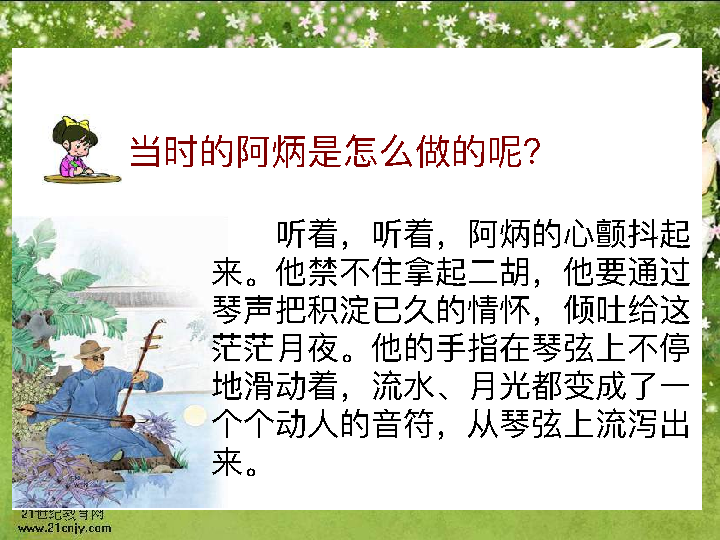 当时的阿炳是怎么做的呢?
听着，听着，阿炳的心颤抖起
来。他禁不住拿起二胡，他要通过
琴声把积淀已久的情怀，倾吐给这
茫茫月夜。他的手指在琴弦上不停
地滑动着，流水、月光都变成了一
个个动人的音符，从琴弦上流泻出
来。
21世纪教育网
www.21cnjy.com